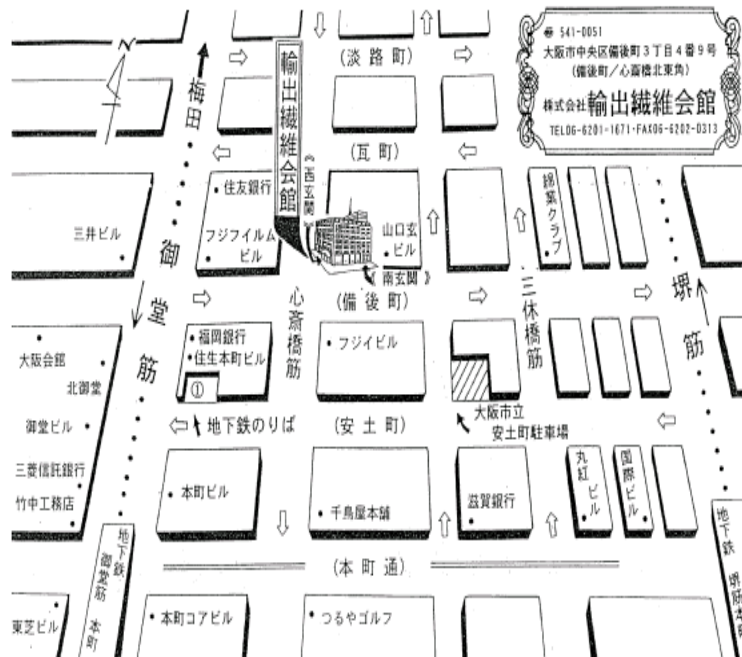 〒 541-0051
大阪市中央区備後町3丁目4番9号
(備後町/心斎橋北東角)
株式会社 輸出繊維会館
TEL06-6201-1671・FAX06-6202-0313
N
梅田
(淡路町)
輸出繊維会館
《西玄関》
(瓦町)
住友銀行
綿業クラブ
三井ビル
フジフイルム
ビル
山口玄
ビル
《南玄関》
御堂筋
心斎橋筋
(備後町)
三休橋筋
堺筋
大阪会館
福岡銀行
住生本町ビル
フジイビル
北御堂
①
大阪市立
安土町駐車場
御堂ビル
地下鉄のりば
(安土町)
三菱信託銀行
竹中工務店
本町ビル
千鳥屋本舗
滋賀銀行
丸紅ビル
国際ビル
地下鉄
御堂筋
本町
(本町通)
地下鉄
堺筋本町
東芝ビル
本町コアビル
つるやゴルフ